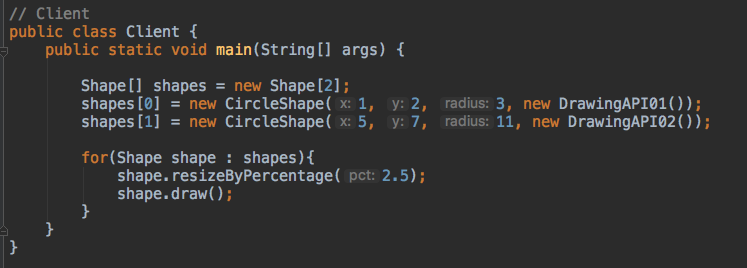 // Client
public class Client {
    public static void main(String[] args) {
        Shape[] shapes = new Shape[2];
        shapes[0] = new CircleShape( x: 1,  y: 2,  radius: 3, new DrawingAPI01());
        shapes[1] = new CircleShape( x: 5,  y: 7,  radius: 11, new DrawingAPI02());
        for(Shape shape : shapes){
            shape.resizeByPercentage( pct: 2.5);
            shape.draw();
        }
    }
}